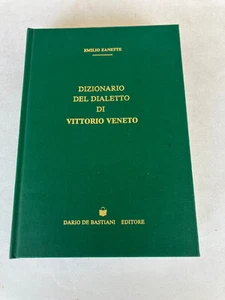 EMILIO ZANETTE
DIZIONARIO
DEL DIALETTO
DI
VITTORIO VENETO
DARIO DE BASTIANI EDITORE